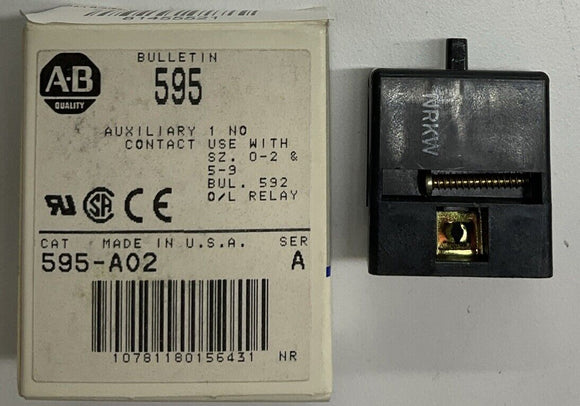 81455521
BULLETIN
595
A-B
QUALITY
AUXILIARY 1 NO
CONTACT USE WITH
SZ. 0-2 &
5-9
BUL. 592
O/L RELAY
CAT MADE IN U.S.A. SER
595-A02 A
10781180156431 NR
NRKW